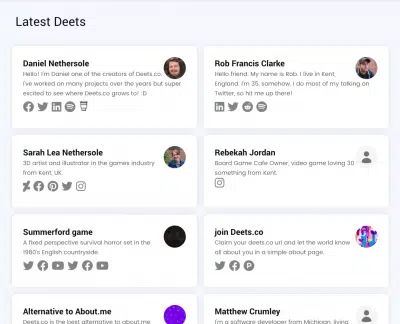 Latest Deets
Daniel Nethersole
Hello! I'm Daniel one of the creators of Deets.co.
I've worked on many projects over the years but super
excited to see where Deets.co grows to! :D
Rob Francis Clarke
Hello friend. My name is Rob. I live in Kent,
England. I'm 35, somehow. I do most of my talking on
Twitter, so hit me up there!
Sarah Lea Nethersole
3D artist and illustrator in the games industry
from Kent, UK.
Rebekah Jordan
Board Game Cafe Owner, video game loving 30
something from Kent.
Summerford game
A fixed perspective survival horror set in the
1980's English countryside.
join Deets.co
Claim your deets.co url and let the world know
all about you in a simple about page.
Alternative to About.me
Deets.co is the best alternative to about.me
Matthew Crumley
I'm a software developer from Michigan, living